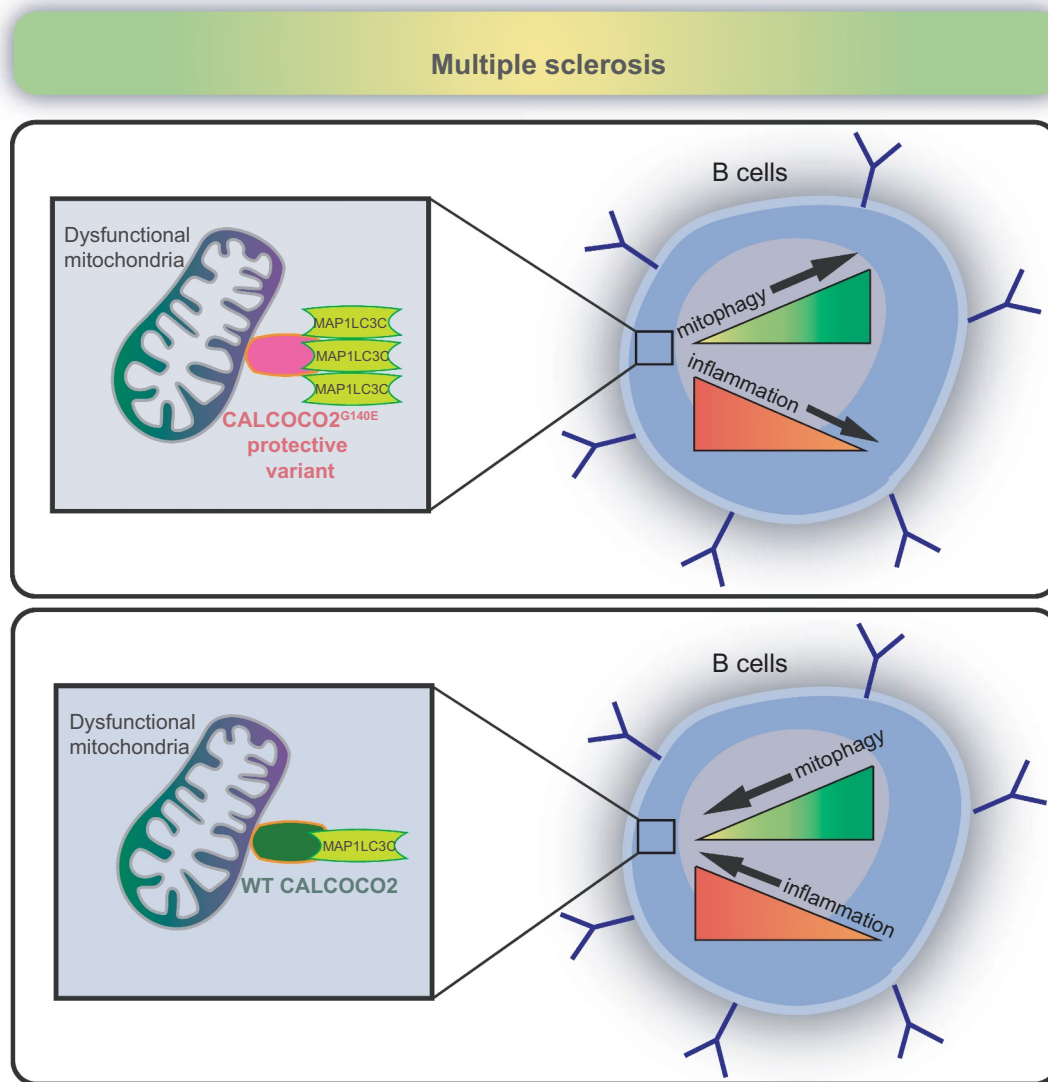 Multiple sclerosis
B cells
Dysfunctional
mitochondria
MAP1LC3C
MAP1LC3C
MAP1LC3C
CALCOCO2G140E
protective
variant
mitophagy
inflammation
B cells
Dysfunctional
mitochondria
MAP1LC3C
WT CALCOCO2
mitophagy
inflammation